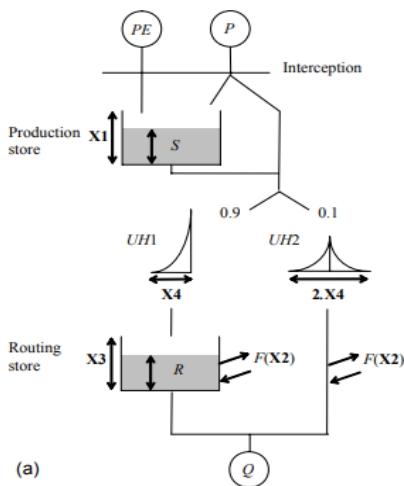 PE
P
Interception
Production
store
X1
S
0.9
0.1
UH1
UH2
X4
2.X4
Routing
store
X3
R
F(X2)
F(X2)
(a)
Q